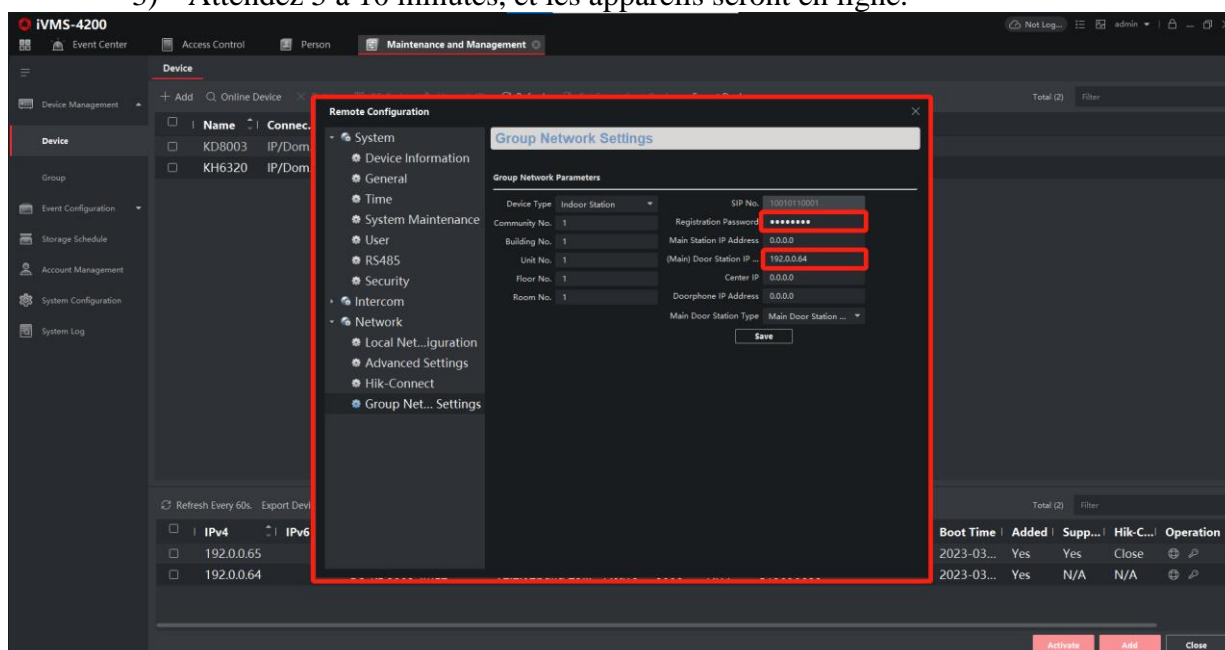 3) Attendez 5 à 10 minutes, et les appareils seront en ligne.
iVMS-4200
Not Log... admin
Event Center Access Control Person Maintenance and Management
Device
Device Management
+ Add Online Device
Total (2) Filter
Name Connec.
Device
KD8003 IP/Dom
Group
KH6320 IP/Dom
Event Configuration
Storage Schedule
Account Management
System Configuration
System Log
Remote Configuration
System
Device Information
General
Time
System Maintenance
User
RS485
Security
Intercom
Network
Local Net...iguration
Advanced Settings
Hik-Connect
Group Net... Settings
Group Network Settings
Group Network Parameters
Device Type Indoor Station SIP No. 10010110001
Community No. 1 Registration Password ••••••••
Building No. 1 Main Station IP Address 0.0.0.0
Unit No. 1 (Main) Door Station IP ... 192.0.0.64
Floor No. 1 Center IP 0.0.0.0
Room No. 1 Doorphone IP Address 0.0.0.0
Main Door Station Type Main Door Station ...
Save
Refresh Every 60s. Export Devi
Total (2) Filter
IPv4 IPv6 Boot Time Added Supp... Hik-C... Operation
192.0.0.65 2023-03... Yes Yes Close
192.0.0.64 2023-03... Yes N/A N/A
Activate Add Close